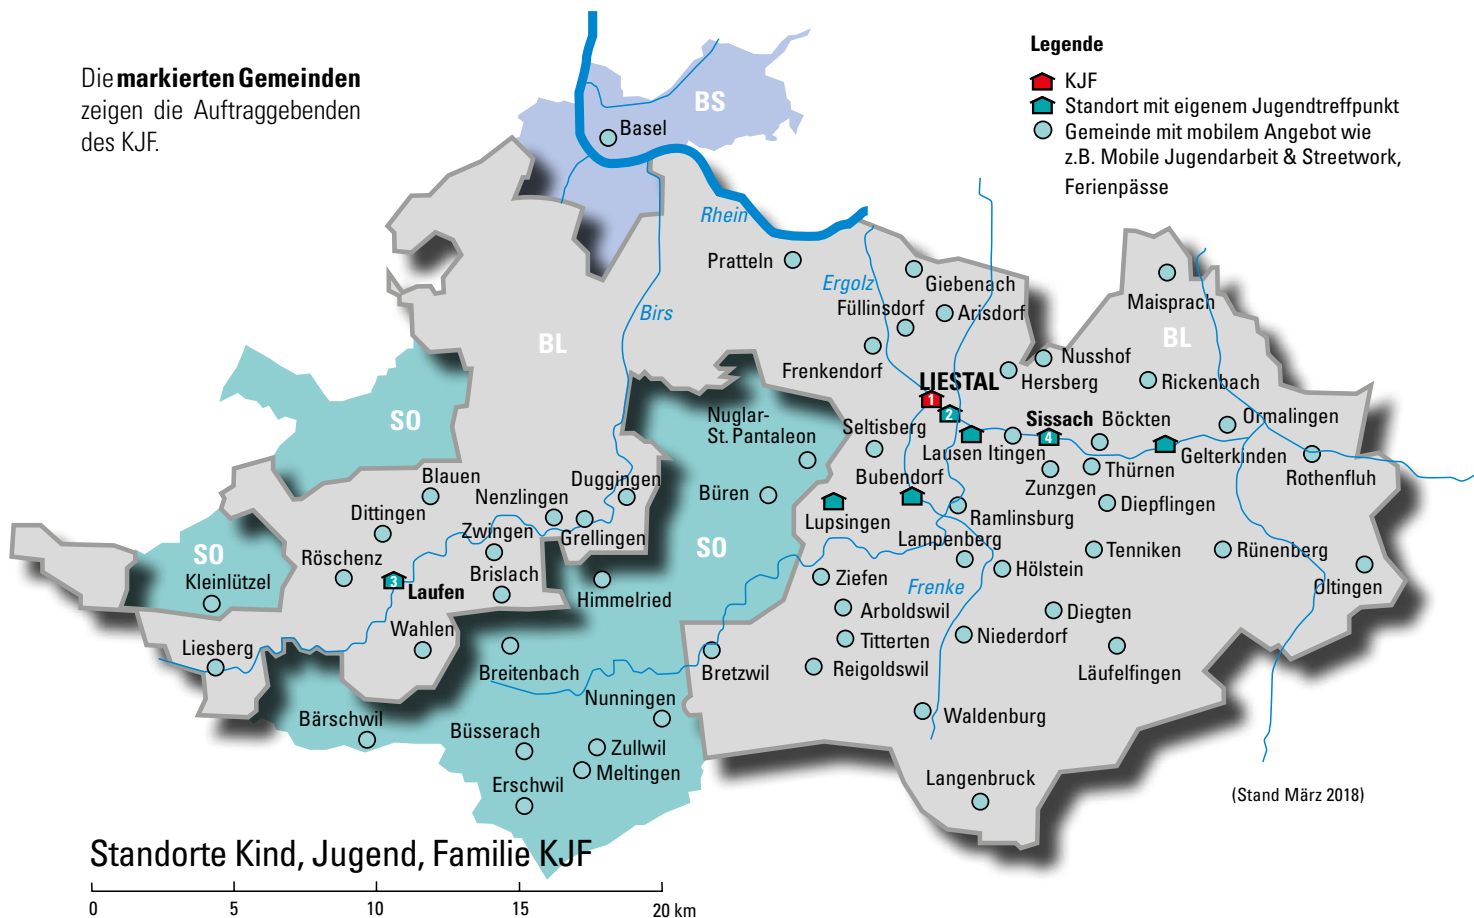 Die markierten Gemeinden
zeigen die Auftraggebenden
des KJF.
Legende
KJF
Standort mit eigenem Jugendtreffpunkt
Gemeinde mit mobilem Angebot wie
z.B. Mobile Jugendarbeit & Streetwork,
Ferienpässe
BS
Basel
Rhein
Pratteln
Ergolz
Giebenach
Füllinsdorf
Arisdorf
Birs
Maisprach
BL
BL
Frenkendorf
Nusshof
Hersberg
Rickenbach
LIESTAL
1
2
SO
Nuglar-
St. Pantaleon
Seltisberg
Sissach
4
Böckten
Ormalingen
Lausen
Itingen
Gelterkinden
Rothenfluh
Blauen
Duggingen
Bubendorf
Thürnen
Zunzgen
Nenzlingen
Büren
Diepflingen
Dittingen
Lupsingen
Ramlinsburg
Zwingen
Grellingen
Lampenberg
SO
SO
Röschenz
Tenniken
Rünenberg
Kleinlützel
Brislach
Ziefen
Hölstein
3
Laufen
Himmelried
Frenke
Oltingen
Arboldswil
Diegten
Wahlen
Titterten
Niederdorf
Liesberg
Breitenbach
Bretzwil
Reigoldswil
Läufelfingen
Nunningen
Bärschwil
Waldenburg
Büsserach
Zullwil
Meltingen
Erschwil
Langenbruck
(Stand März 2018)
Standorte Kind, Jugend, Familie KJF
0 5 10 15 20 km